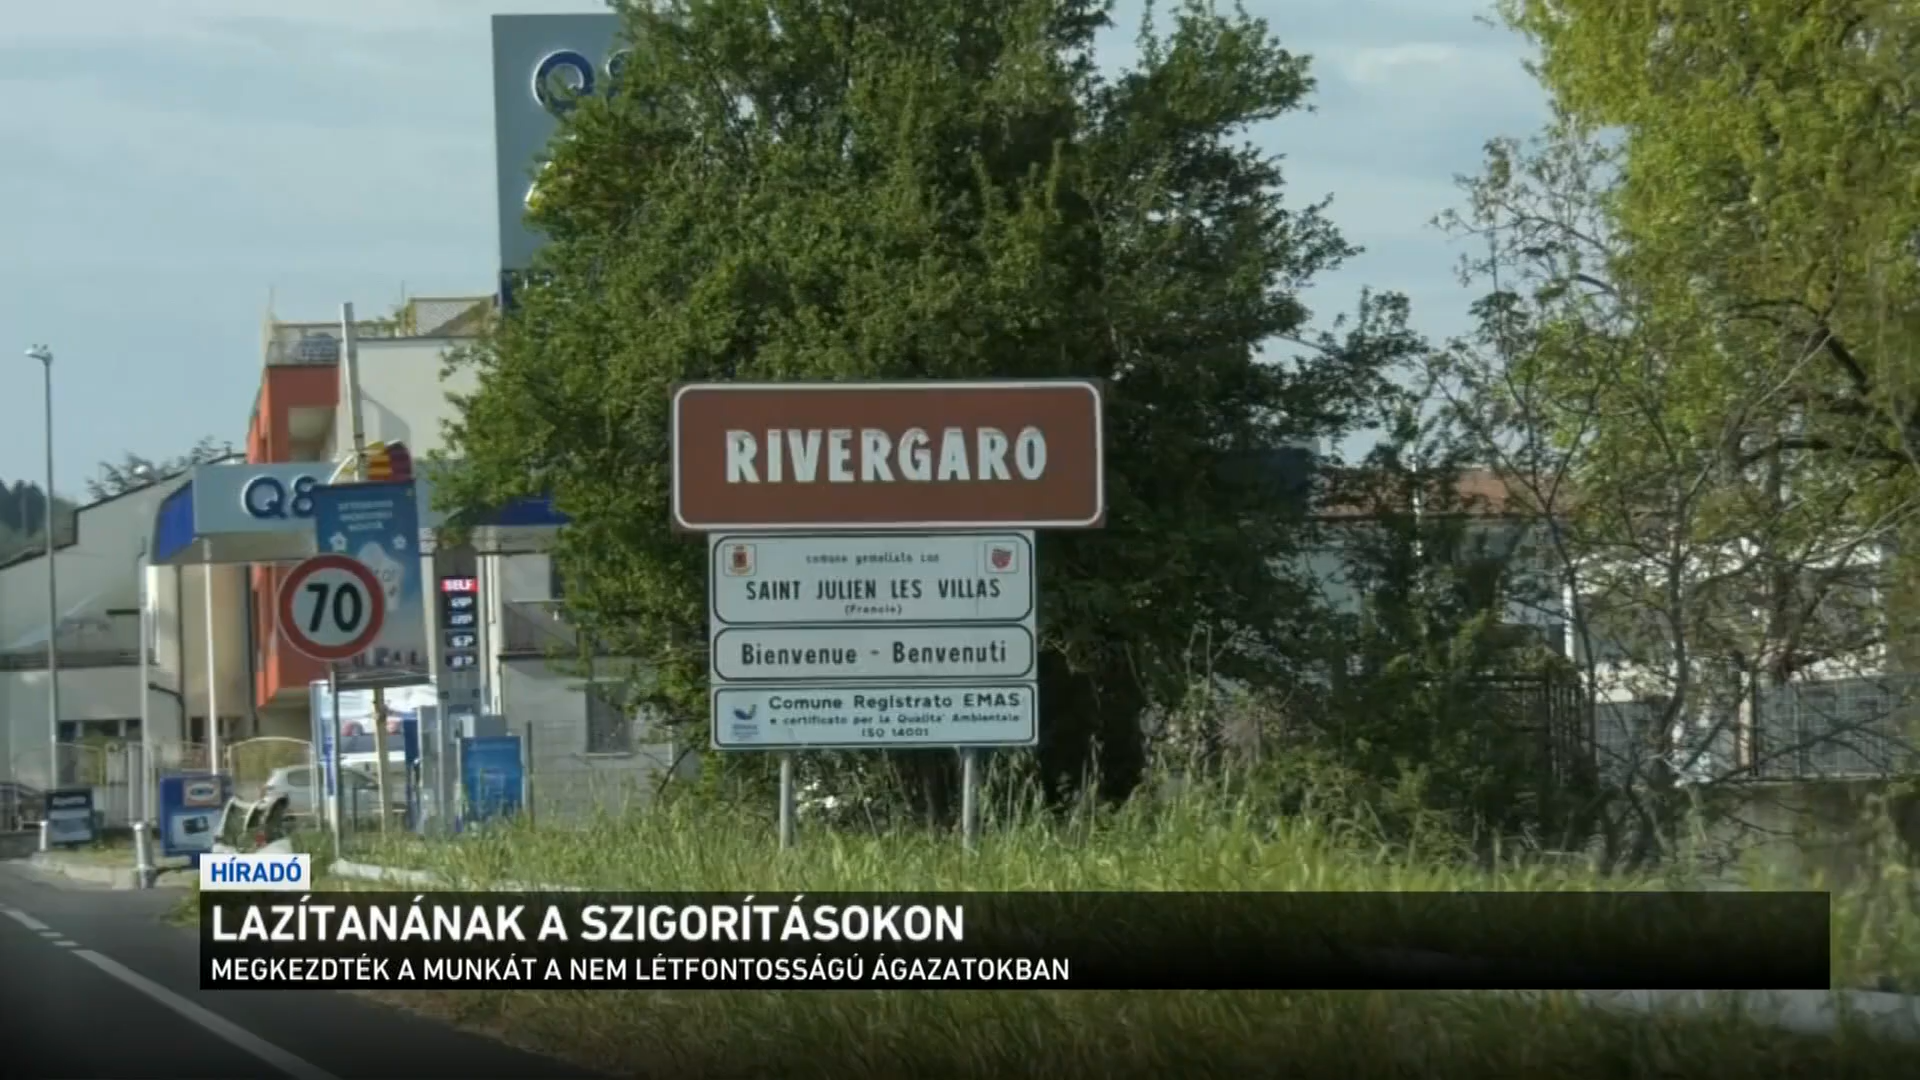 Q8
RIVERGARO
Q8
comune gemellato con
SAINT JULIEN LES VILLAS
(Francia)
70
SELF
Bienvenue - Benvenuti
Comune Registrato EMAS
e certificato per la Qualita' Ambientale
ISO 14001
HÍRADÓ
LAZÍTANÁNAK A SZIGORÍTÁSOKON
MEGKEZDTÉK A MUNKÁT A NEM LÉTFONTOSSÁGÚ ÁGAZATOKBAN